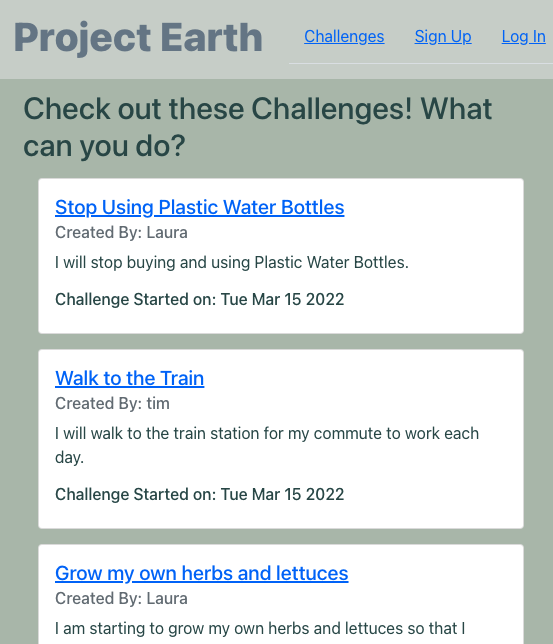 Project Earth
Challenges Sign Up Log In
Check out these Challenges! What
can you do?
Stop Using Plastic Water Bottles
Created By: Laura
I will stop buying and using Plastic Water Bottles.
Challenge Started on: Tue Mar 15 2022
Walk to the Train
Created By: tim
I will walk to the train station for my commute to work each
day.
Challenge Started on: Tue Mar 15 2022
Grow my own herbs and lettuces
Created By: Laura
I am starting to grow my own herbs and lettuces so that I